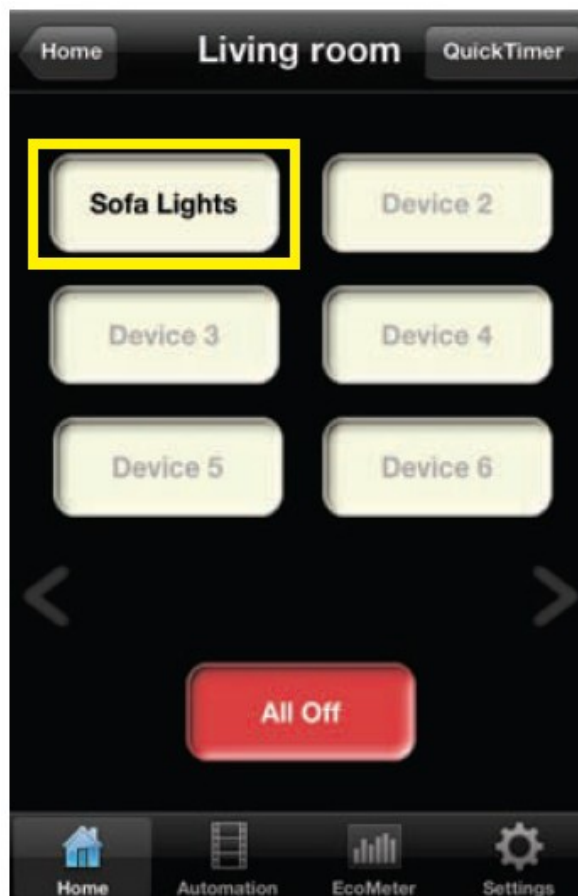 Home Living room QuickTimer
Sofa Lights Device 2
Device 3 Device 4
Device 5 Device 6
All Off
Home Automation EcoMeter Settings